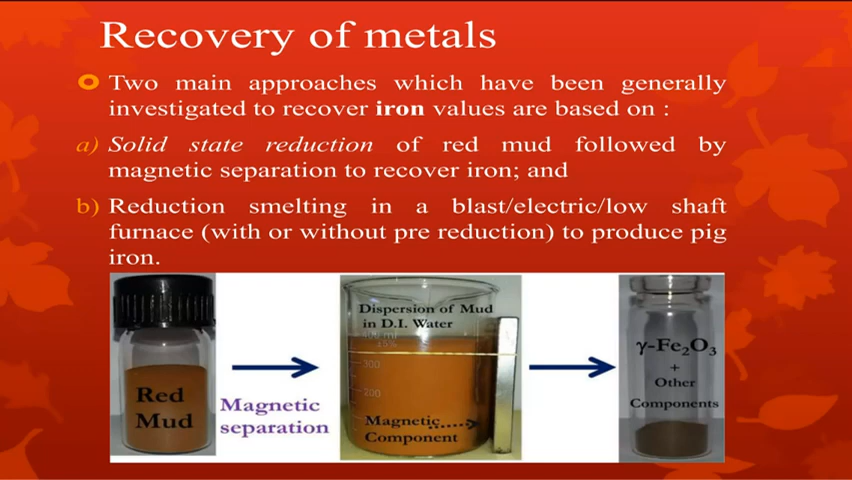 Recovery of metals
Two main approaches which have been generally
investigated to recover iron values are based on :
a) Solid state reduction of red mud followed by
magnetic separation to recover iron; and
b) Reduction smelting in a blast/electric/low shaft
furnace (with or without pre reduction) to produce pig
iron.
Red
Mud
Magnetic
separation
Dispersion of Mud
in D.I. Water
400 ml
±5%
300
200
Magnetic
Component
γ-Fe₂O₃
+
Other
Components